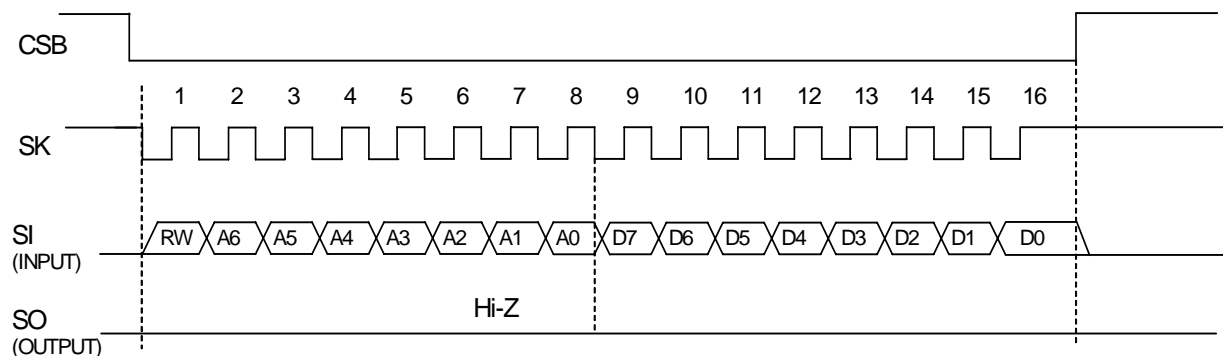 CSB
1 2 3 4 5 6 7 8 9 10 11 12 13 14 15 16
SK
SI
(INPUT)
RW A6 A5 A4 A3 A2 A1 A0 D7 D6 D5 D4 D3 D2 D1 D0
Hi-Z
SO
(OUTPUT)